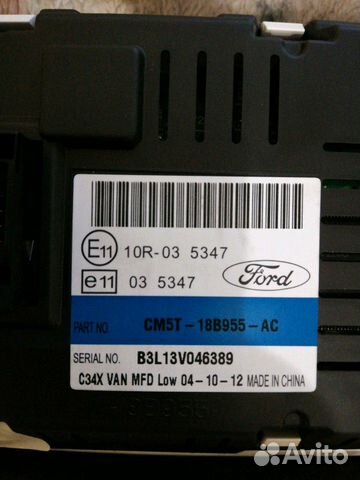 E11 10R-03 5347
e11 03 5347
Ford
PART NO. CM5T-18B955-AC
SERIAL NO. B3L13V046389
C34X VAN MFD Low 04-10-12 MADE IN CHINA
Avito